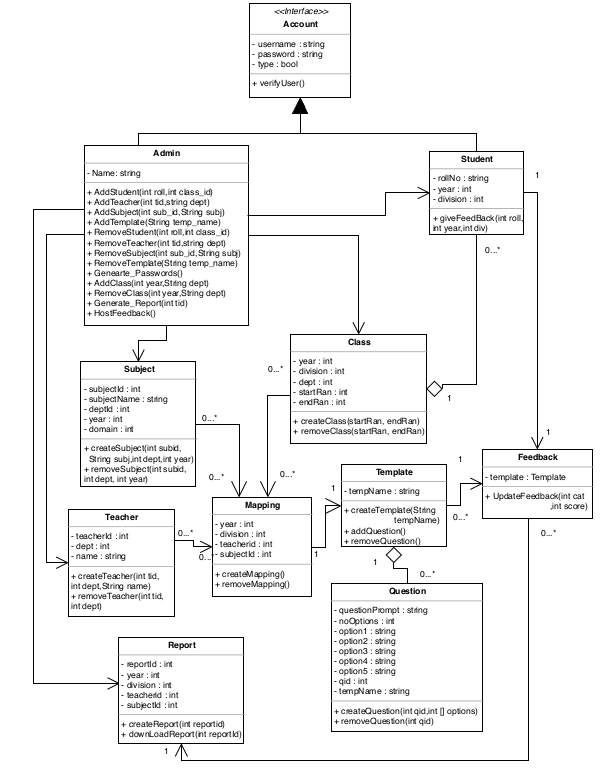 <<Interface>>
Account
- username : string
- password : string
- type : bool
+ verifyUser()
Admin
- Name: string
+ AddStudent(int roll,int class_id)
+ AddTeacher(int tid,string dept)
+ AddSubject(int sub_id,String subj)
+ AddTemplate(String temp_name)
+ RemoveStudent(int roll,int class_id)
+ RemoveTeacher(int tid,string dept)
+ RemoveSubject(int sub_id,String subj)
+ RemoveTemplate(String temp_name)
+ Genearte_Passwords()
+ AddClass(int year,String dept)
+ RemoveClass(int year,String dept)
+ Generate_Report(int tid)
+ HostFeedback()
Student
- rollNo : string
- year : int
- division : int
+ giveFeedBack(int roll,
int year,int div)
1
0...*
Class
- year : int
- division : int
- dept : int
- startRan : int
- endRan : int
+ createClass(startRan, endRan)
+ removeClass(startRan, endRan)
0...*
1
Subject
- subjectId : int
- subjectName : string
- deptId : int
- year : int
- domain : int
+ createSubject(int subid,
String subj,int dept,int year)
+ removeSubject(int subid,
int dept, int year)
0...*
0...*
0...*
Mapping
- year : int
- division : int
- teacherid : int
- subjectId : int
+ createMapping()
+ removeMapping()
1
1
Template
- tempName : string
+ createTemplate(String
tempName)
+ addQuestion()
+ removeQuestion()
1
0...*
1
0...*
Feedback
- template : Template
+ UpdateFeedback(int cat
,int score)
1
1
0...*
Teacher
- teacherId : int
- dept : int
- name : string
+ createTeacher(int tid,
int dept,String name)
+ removeTeacher(int tid,
int dept)
0...*
0...
Question
- questionPrompt : string
- noOptions : int
- option1 : string
- option2 : string
- option3 : string
- option4 : string
- option5 : string
- qid : int
- tempName : string
+ createQuestion(int qid,int [] options)
+ removeQuestion(int qid)
Report
- reportId : int
- year : int
- division : int
- teacherid : int
- subjectId : int
+ createReport(int reportid)
+ downLoadReport(int reportId)
1